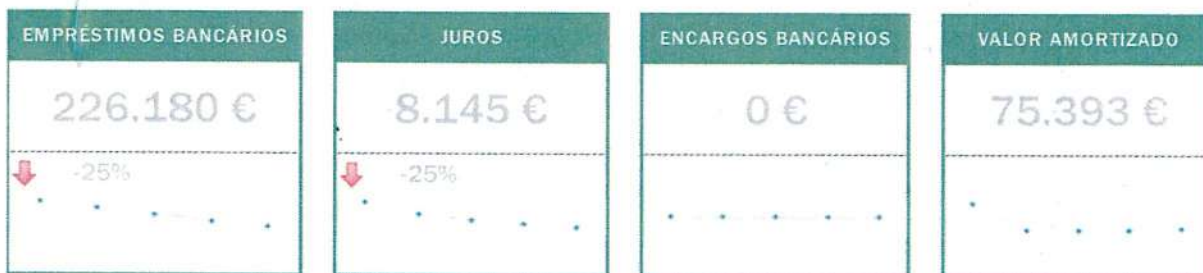 EMPRÉSTIMOS BANCÁRIOS
226.180 €
-25%
JUROS
8.145 €
-25%
ENCARGOS BANCÁRIOS
0 €
VALOR AMORTIZADO
75.393 €